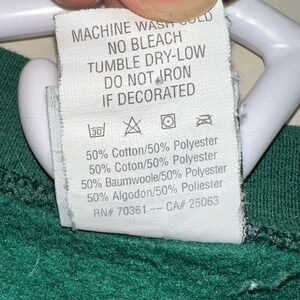 MACHINE WASH COLD
NO BLEACH
TUMBLE DRY-LOW
DO NOT IRON
IF DECORATED
30
50% Cotton/50% Polyester
50% Coton/50% Polyester
50% Baumwoole/50% Polyester
50% Algodon/50% Poliester
RN# 70361 — CA# 25063